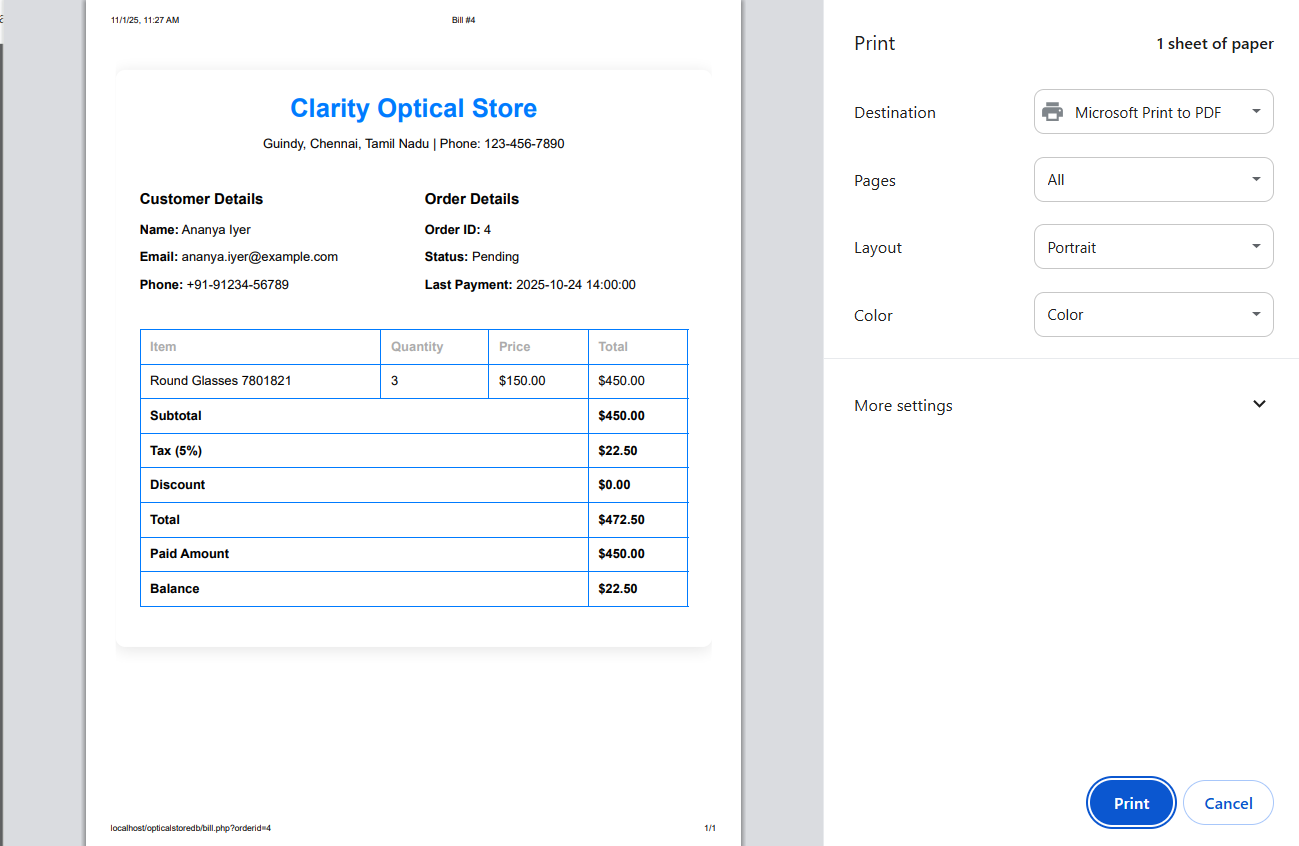 11/1/25, 11:27 AM Bill #4
Clarity Optical Store
Guindy, Chennai, Tamil Nadu | Phone: 123-456-7890
Customer Details
Name: Ananya Iyer
Email: ananya.iyer@example.com
Phone: +91-91234-56789
Order Details
Order ID: 4
Status: Pending
Last Payment: 2025-10-24 14:00:00
Item Quantity Price Total
Round Glasses 7801821 3 $150.00 $450.00
Subtotal $450.00
Tax (5%) $22.50
Discount $0.00
Total $472.50
Paid Amount $450.00
Balance $22.50
localhost/opticalstoredb/bill.php?orderid=4 1/1
Print 1 sheet of paper
Destination Microsoft Print to PDF
Pages All
Layout Portrait
Color Color
More settings
Print Cancel